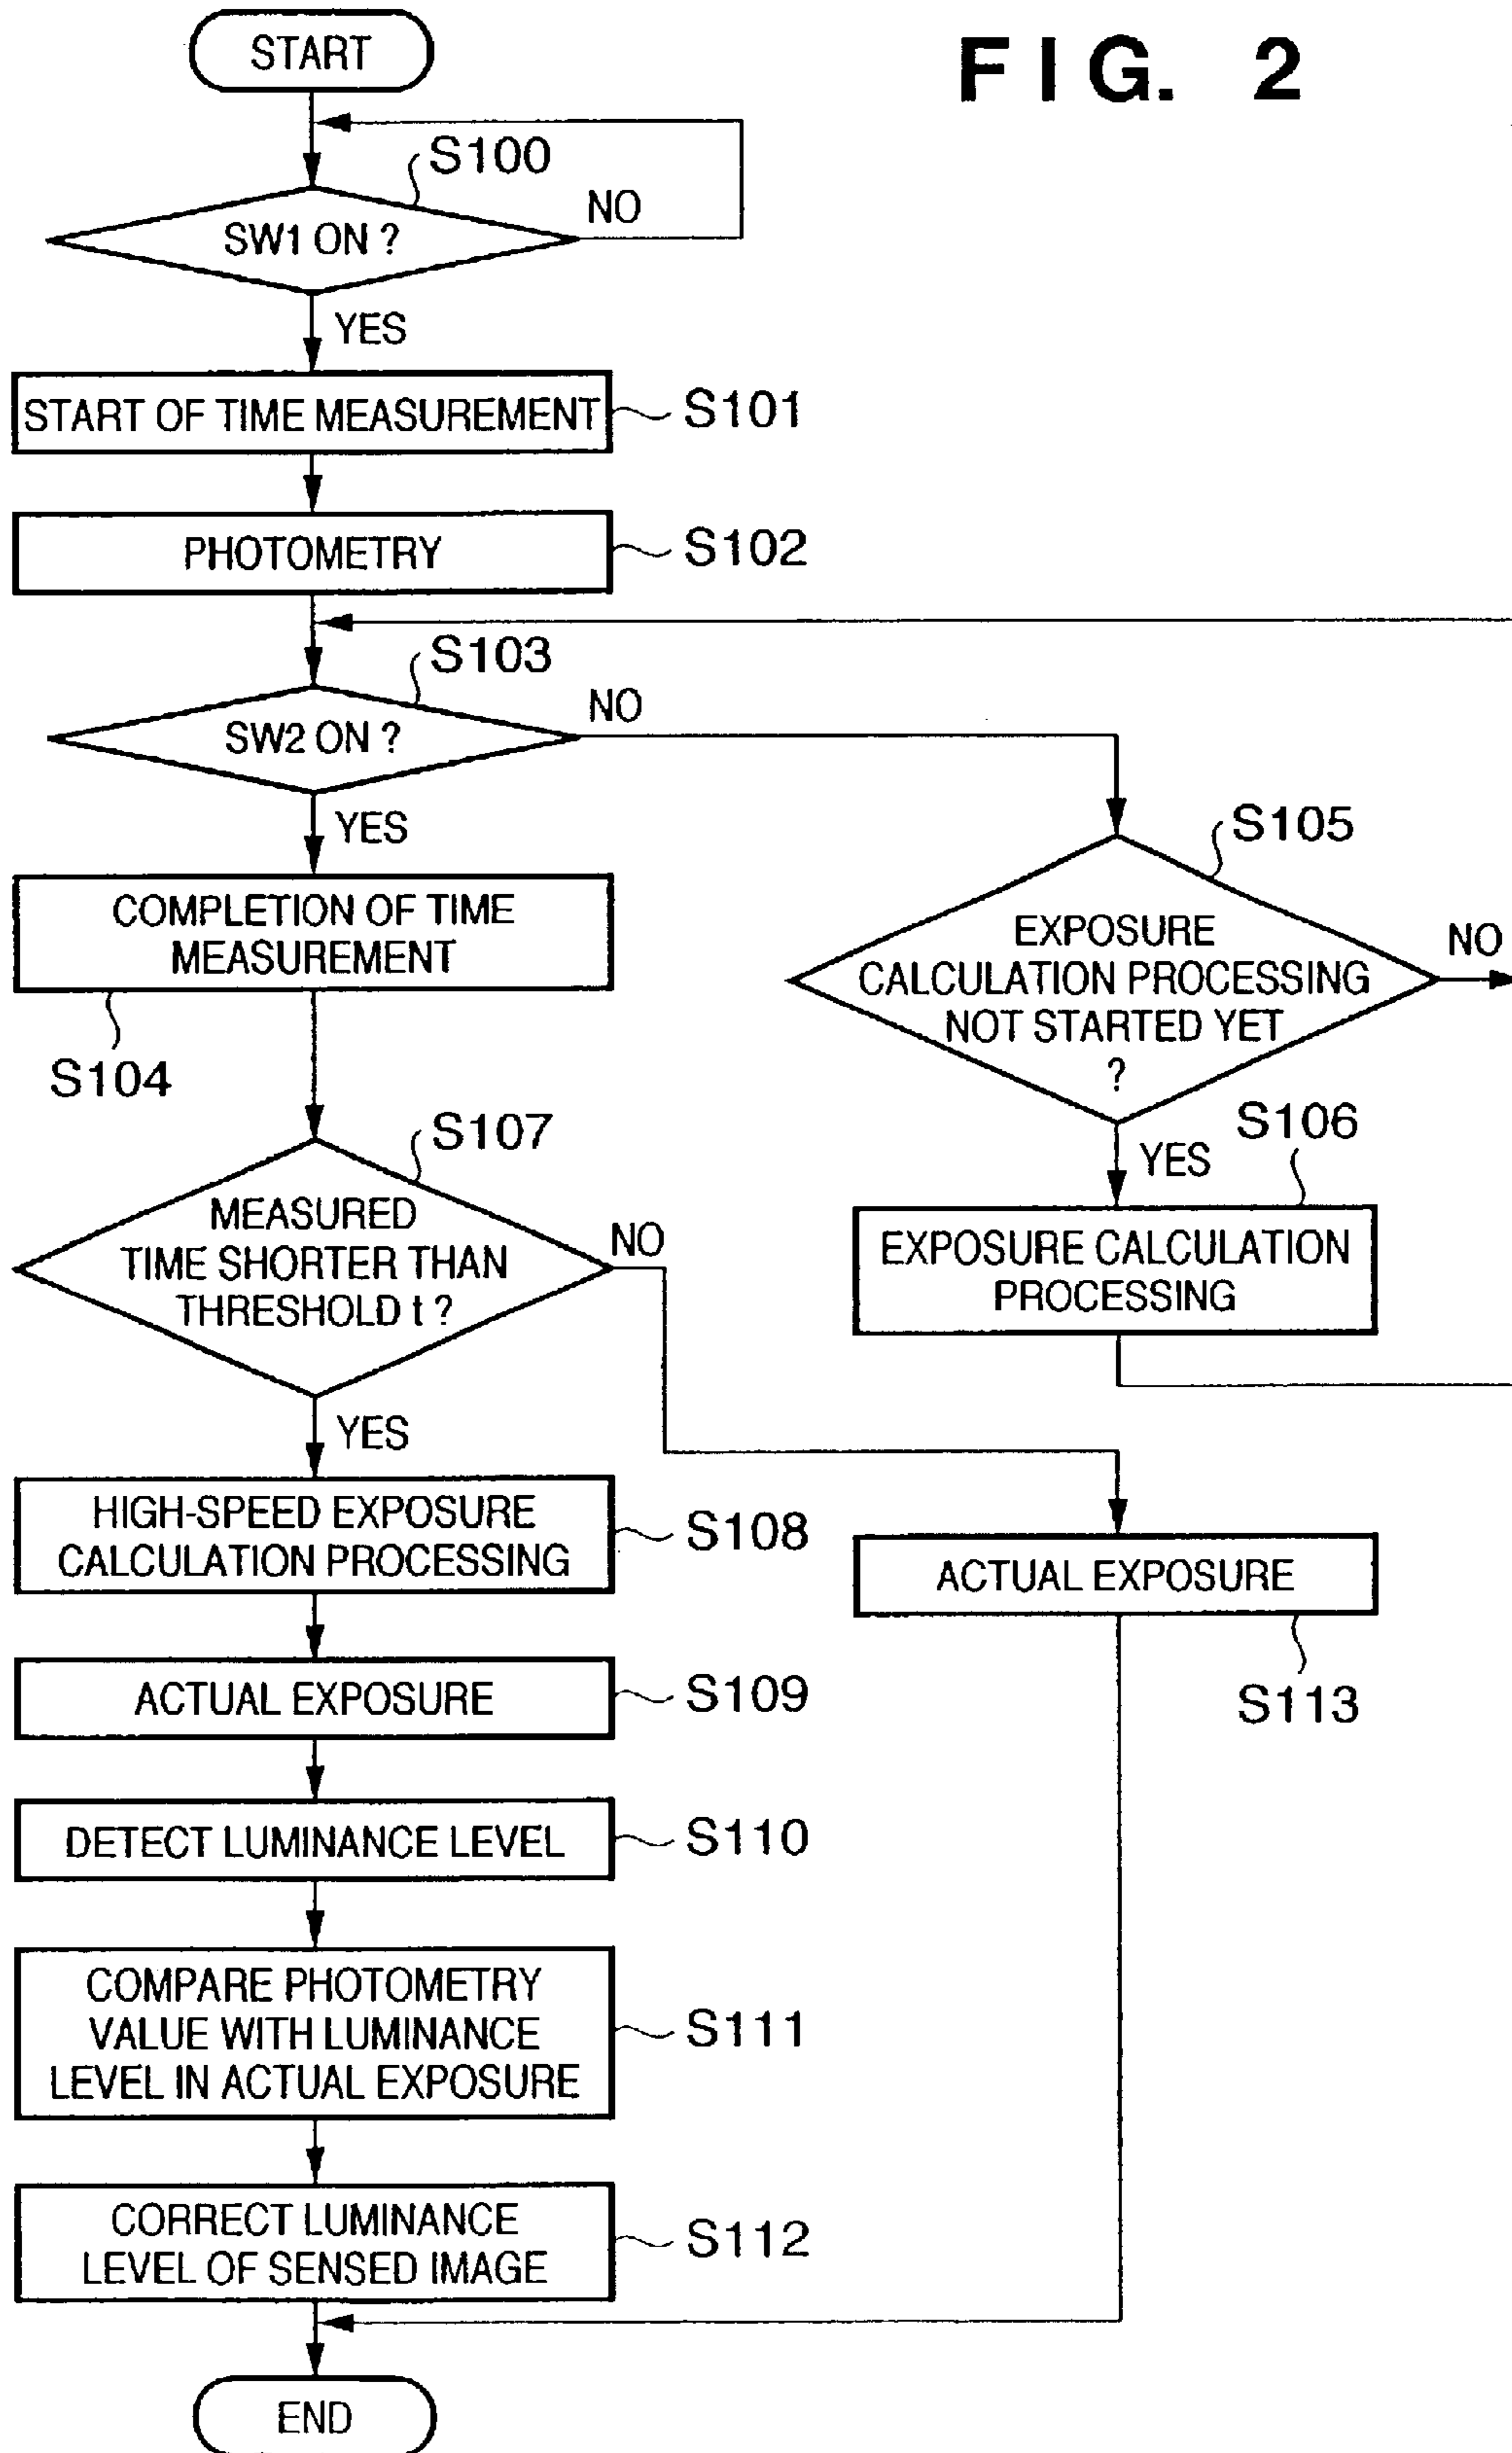 FIG. 2
START
S100
SW1 ON ?
NO
YES
START OF TIME MEASUREMENT
S101
PHOTOMETRY
S102
S103
SW2 ON ?
NO
YES
COMPLETION OF TIME
MEASUREMENT
S104
S105
EXPOSURE
CALCULATION PROCESSING
NOT STARTED YET
?
NO
YES
S106
EXPOSURE CALCULATION
PROCESSING
S107
MEASURED
TIME SHORTER THAN
THRESHOLD t ?
NO
YES
HIGH-SPEED EXPOSURE
CALCULATION PROCESSING
S108
ACTUAL EXPOSURE
S113
ACTUAL EXPOSURE
S109
DETECT LUMINANCE LEVEL
S110
COMPARE PHOTOMETRY
VALUE WITH LUMINANCE
LEVEL IN ACTUAL EXPOSURE
S111
CORRECT LUMINANCE
LEVEL OF SENSED IMAGE
S112
END